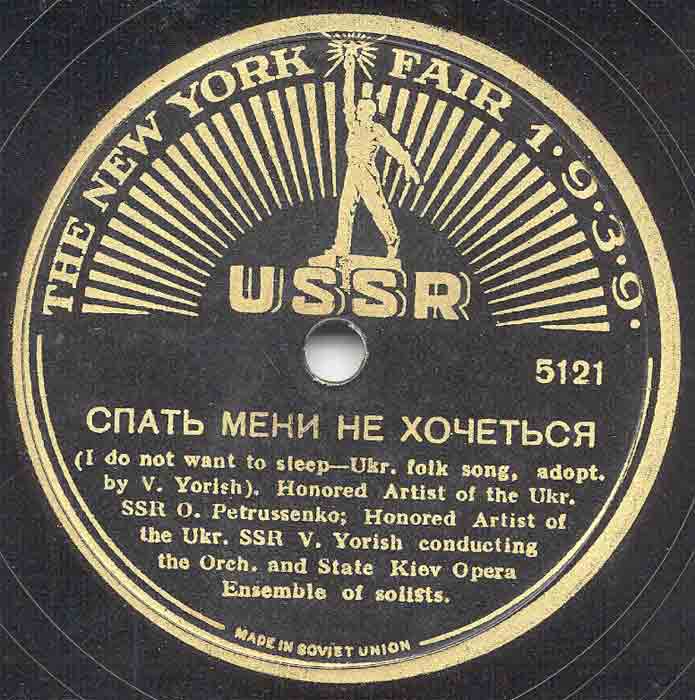 THE NEW YORK FAIR 1·9·3·9·
USSR
5121
СПАТЬ МЕНИ НЕ ХОЧЕТЬСЯ
(I do not want to sleep—Ukr. folk song, adopt.
by V. Yorish). Honored Artist of the Ukr.
SSR O. Petrussenko; Honored Artist of
the Ukr. SSR V. Yorish conducting
the Orch. and State Kiev Opera
Ensemble of solists.
MADE IN SOVIET UNION